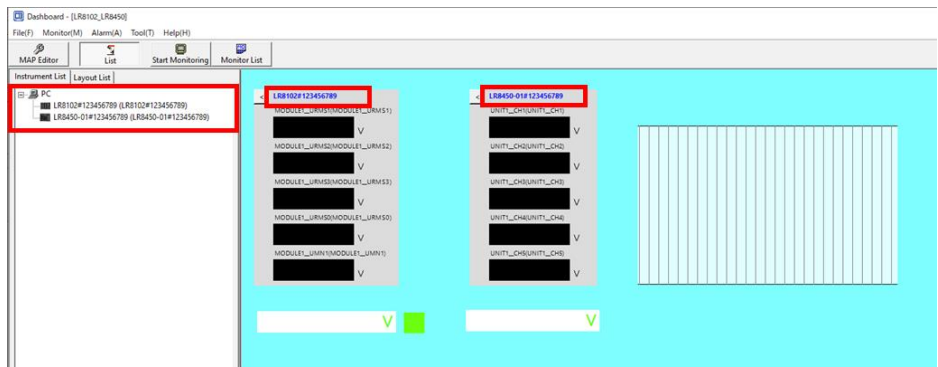 Dashboard - [LR8102_LR8450]
File(F) Monitor(M) Alarm(A) Tool(T) Help(H)
MAP Editor List Start Monitoring Monitor List
Instrument List Layout List
PC
LR8102#123456789 (LR8102#123456789)
LR8450-01#123456789 (LR8450-01#123456789)
< LR8102#123456789
MODULE1__URMS1(MODULE1__URMS1)
V
MODULE1__URMS2(MODULE1__URMS2)
V
MODULE1__URMS3(MODULE1__URMS3)
V
MODULE1__URMS0(MODULE1__URMS0)
V
MODULE1__UMN1(MODULE1__UMN1)
V
V
< LR8450-01#123456789
UNIT1__CH1(UNIT1__CH1)
V
UNIT1__CH2(UNIT1__CH2)
V
UNIT1__CH3(UNIT1__CH3)
V
UNIT1__CH4(UNIT1__CH4)
V
UNIT1__CH5(UNIT1__CH5)
V
V